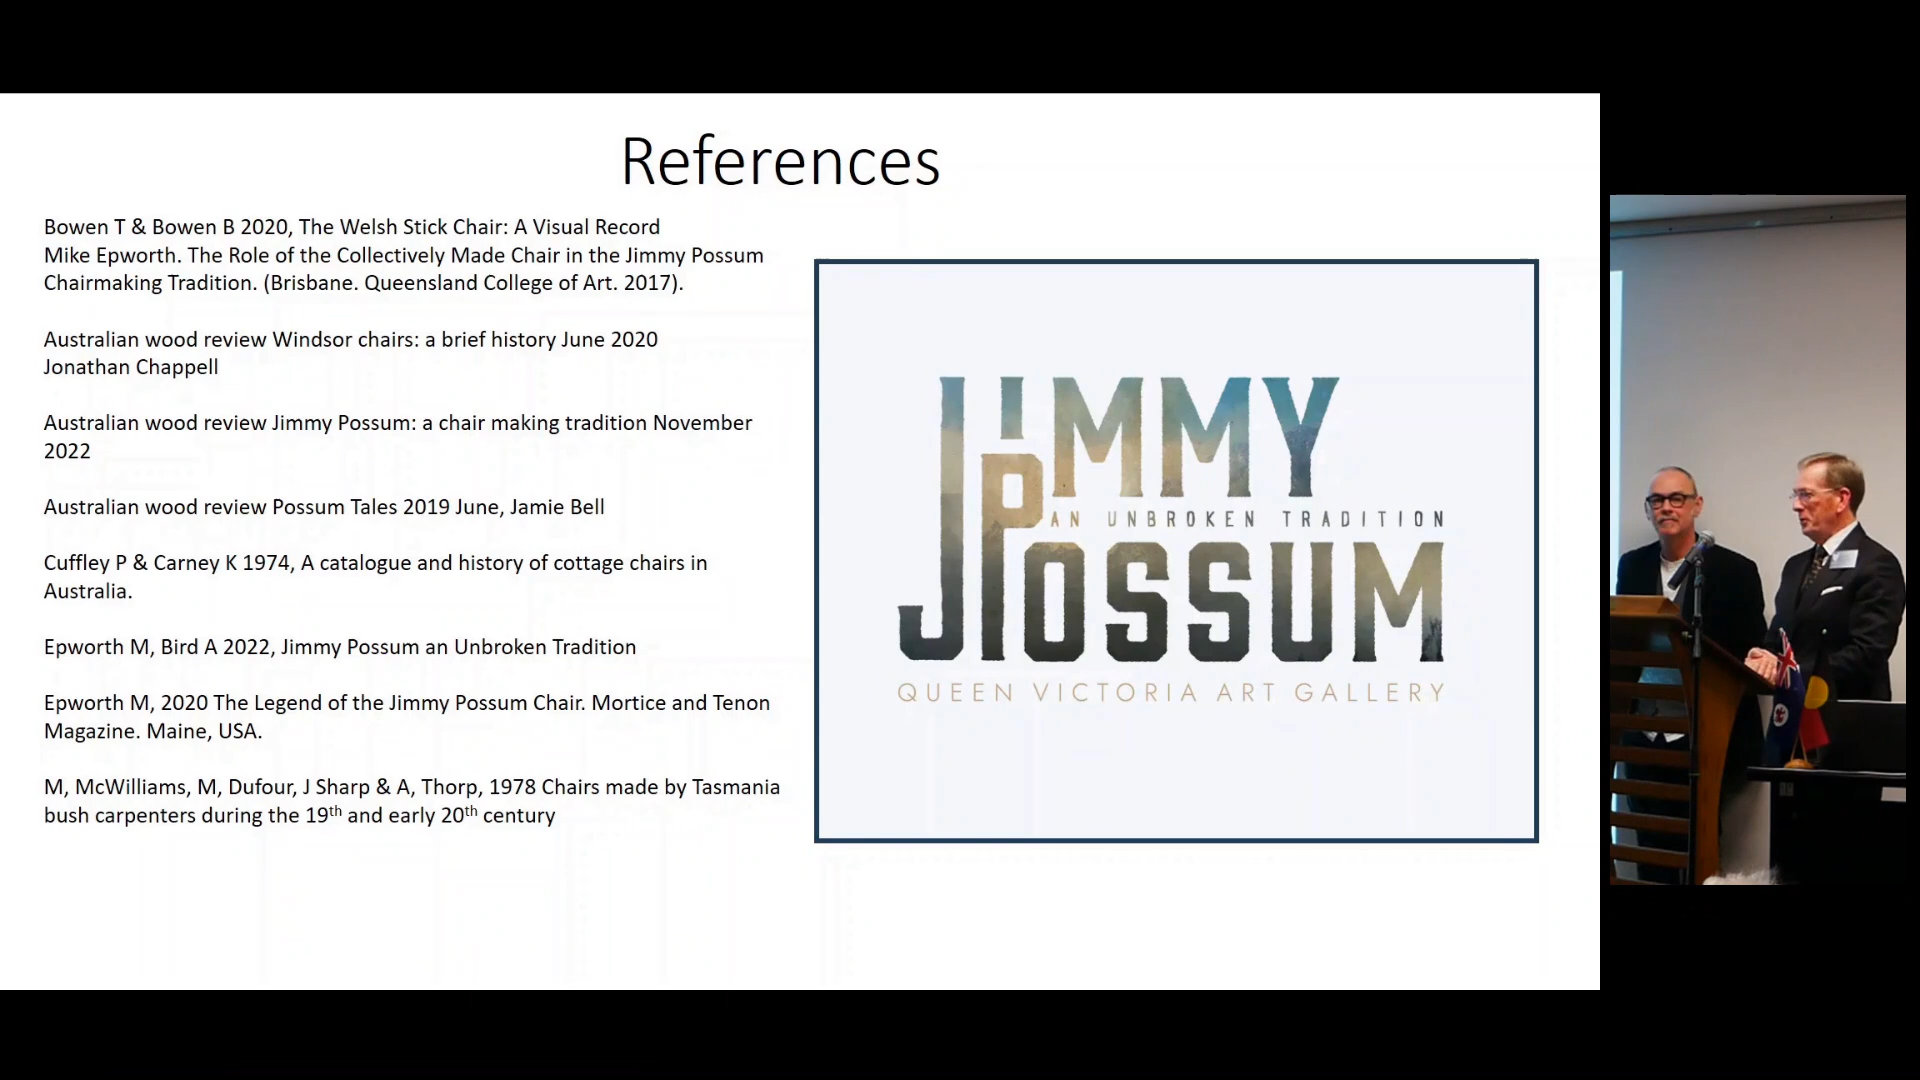 References
Bowen T & Bowen B 2020, The Welsh Stick Chair: A Visual Record
Mike Epworth. The Role of the Collectively Made Chair in the Jimmy Possum
Chairmaking Tradition. (Brisbane. Queensland College of Art. 2017).
Australian wood review Windsor chairs: a brief history June 2020
Jonathan Chappell
Australian wood review Jimmy Possum: a chair making tradition November
2022
Australian wood review Possum Tales 2019 June, Jamie Bell
Cuffley P & Carney K 1974, A catalogue and history of cottage chairs in
Australia.
Epworth M, Bird A 2022, Jimmy Possum an Unbroken Tradition
Epworth M, 2020 The Legend of the Jimmy Possum Chair. Mortice and Tenon
Magazine. Maine, USA.
M, McWilliams, M, Dufour, J Sharp & A, Thorp, 1978 Chairs made by Tasmania
bush carpenters during the 19th and early 20th century
JIMMY
AN UNBROKEN TRADITION
POSSUM
QUEEN VICTORIA ART GALLERY